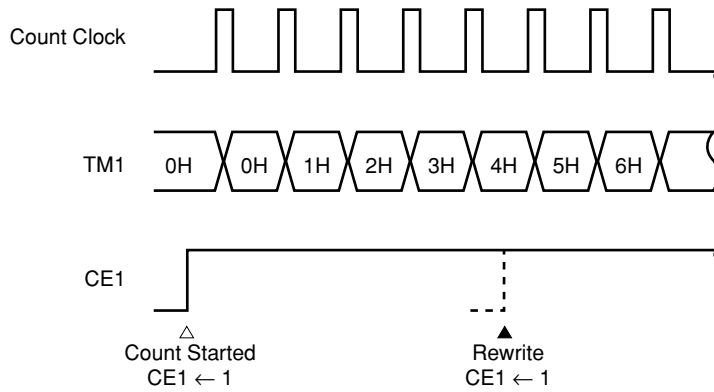 Count Clock
TM1
0H 0H 1H 2H 3H 4H 5H 6H
CE1
Count Started
CE1 ← 1
Rewrite
CE1 ← 1